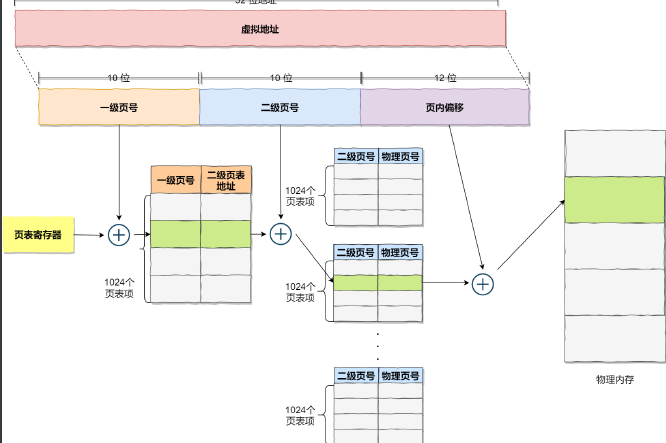 32 位地址
虚拟地址
10 位
10 位
12 位
一级页号
二级页号
页内偏移
二级页号 物理页号
一级页号
二级页表
地址
1024个
页表项
页表寄存器
二级页号 物理页号
1024个
页表项
1024个
页表项
物理内存
二级页号 物理页号
1024个
页表项